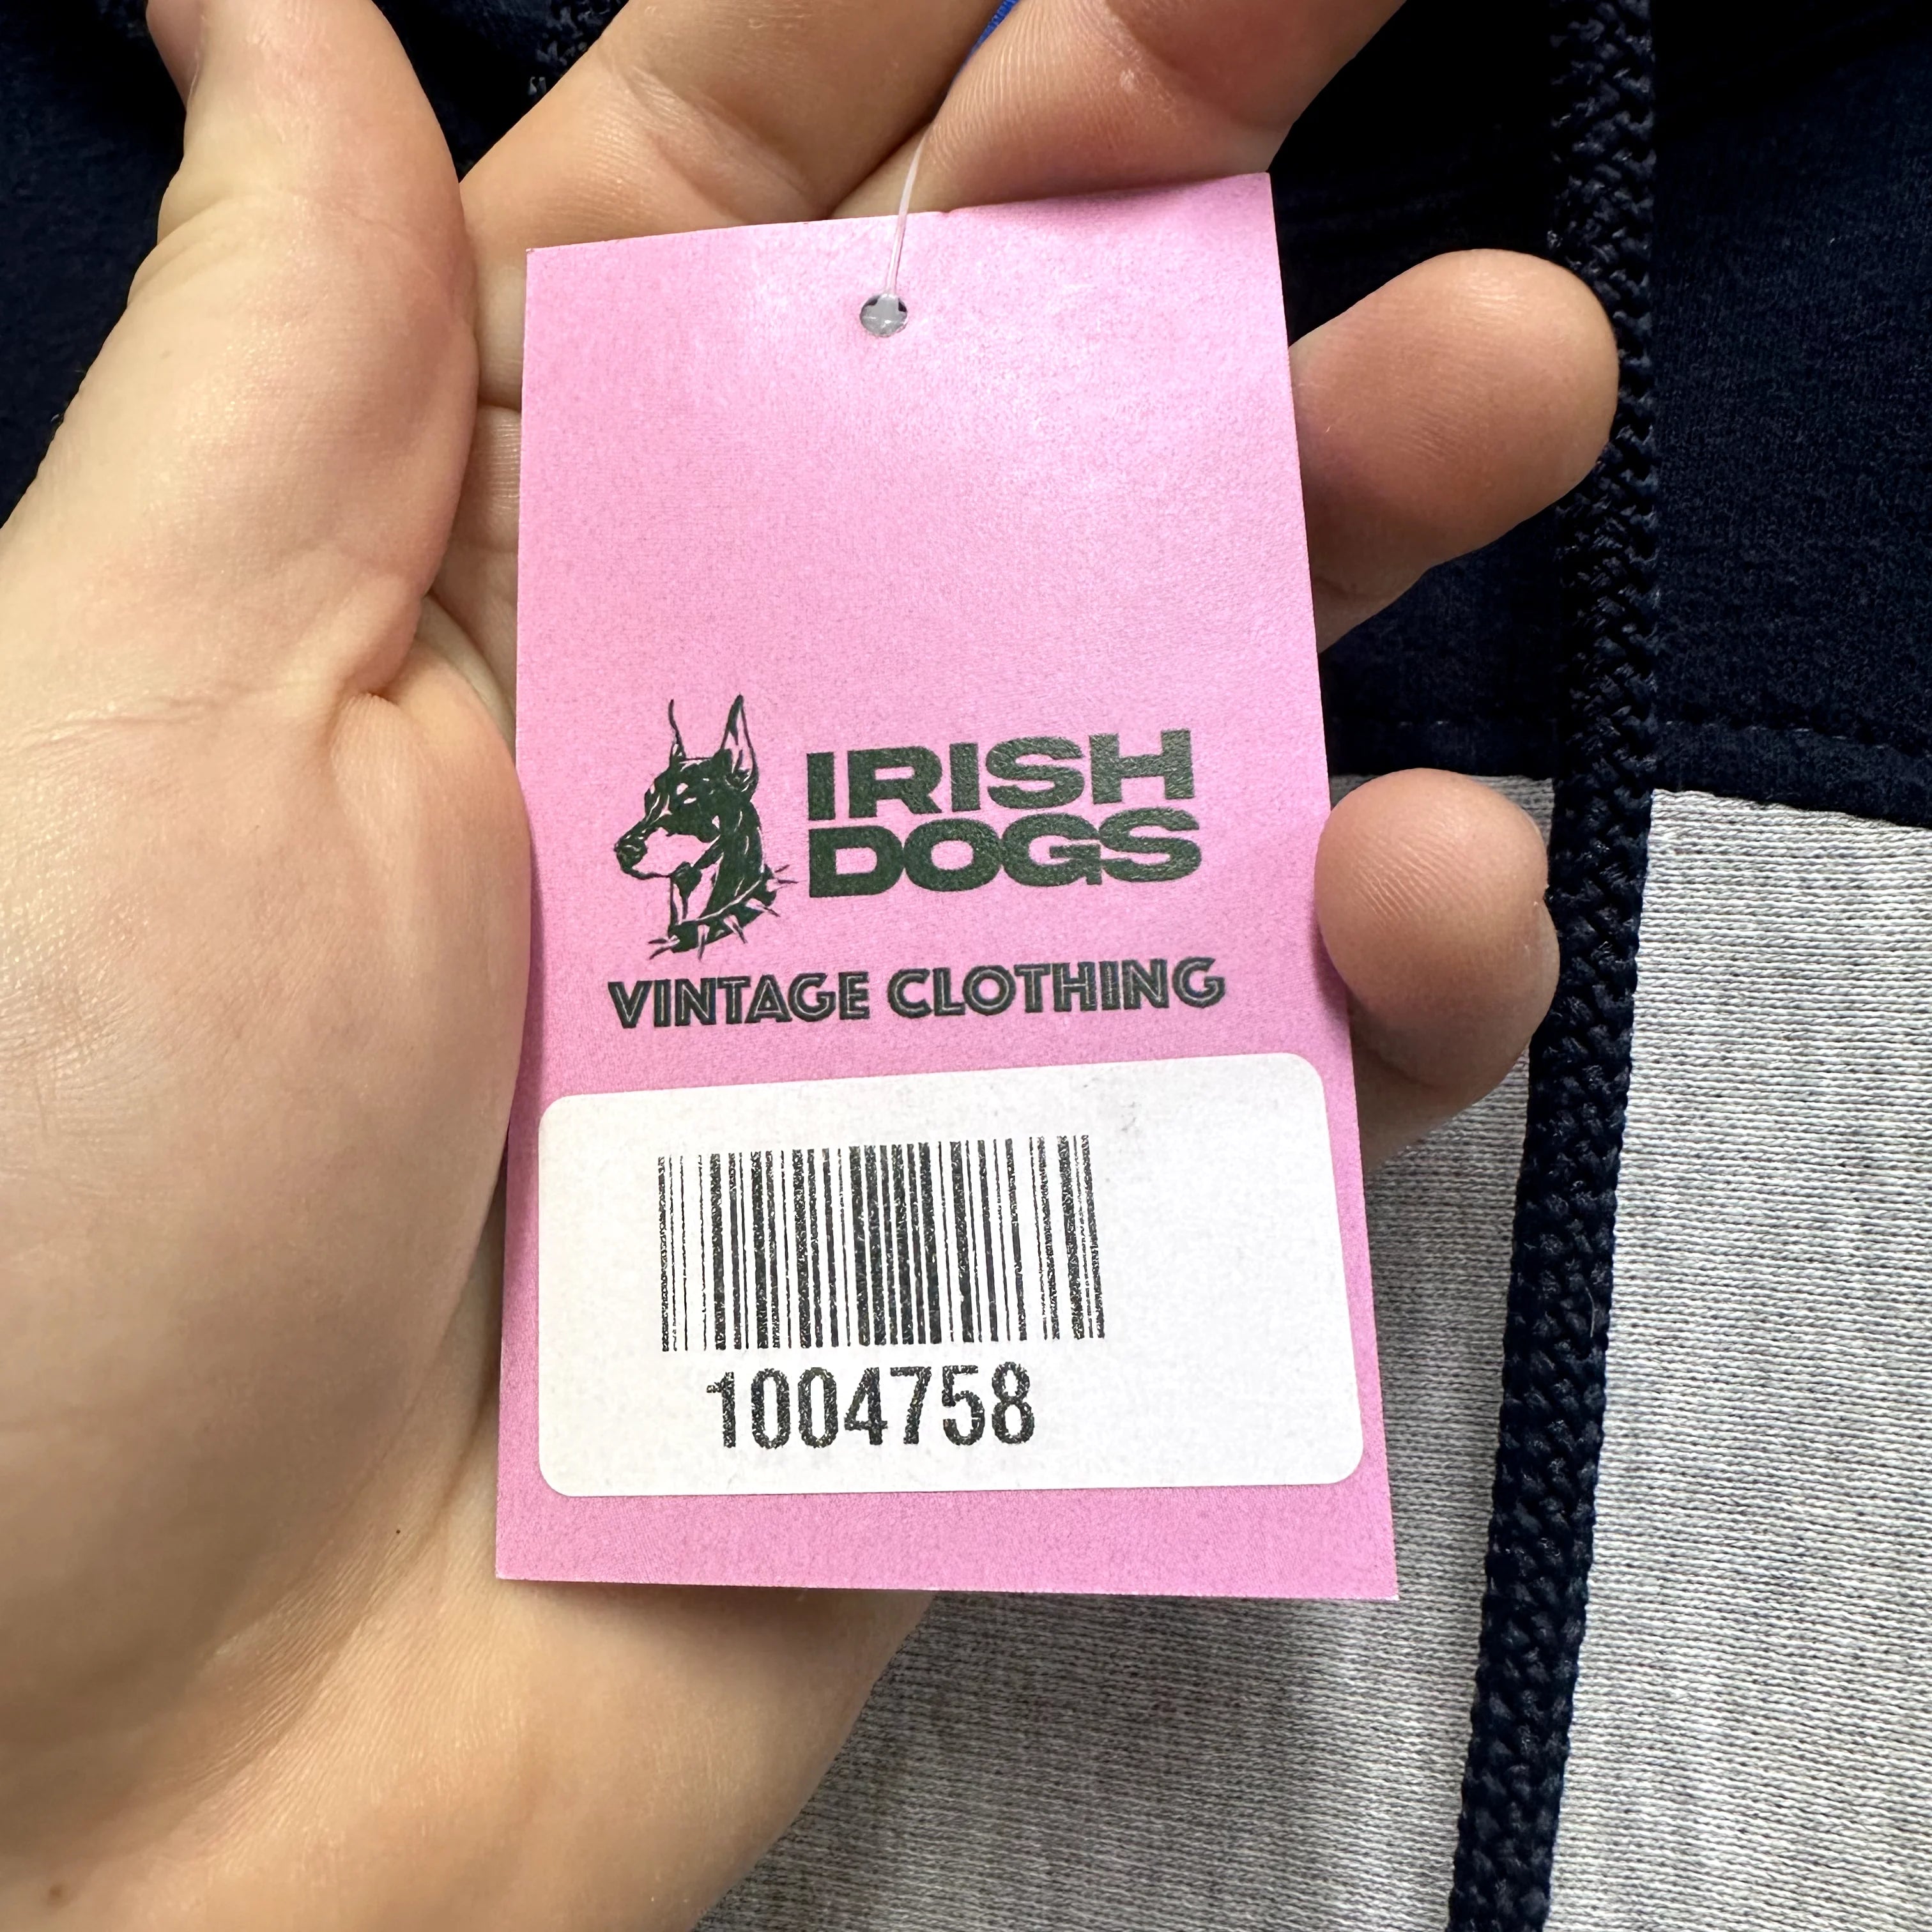 IRISH
DOGS
VINTAGE CLOTHING
1004758